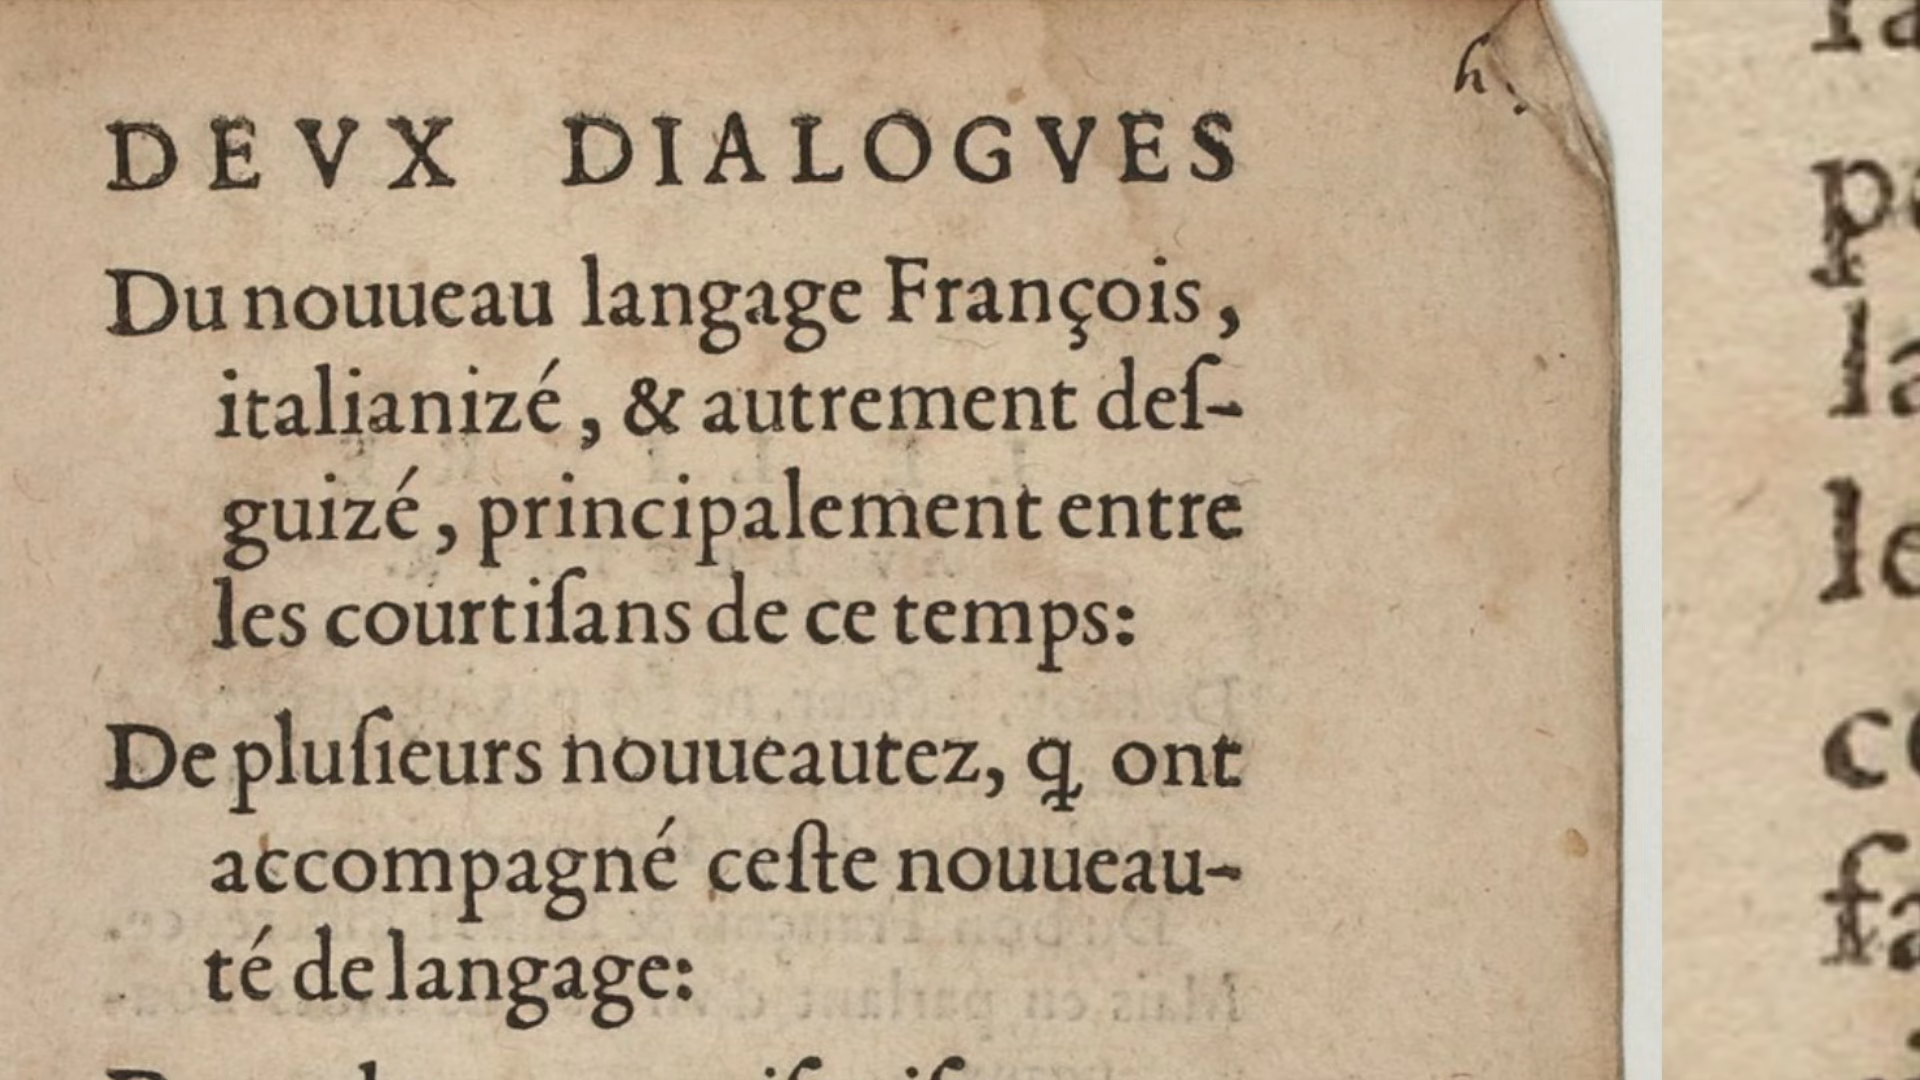 DEVX DIALOGVES
Du nouueau langage François,
italianizé, & autrement deſ-
guizé, principalement entre
les courtiſans de ce temps:
De pluſieurs nouueautez, ꝗ ont
accompagné ceſte nouueau-
té de langage: